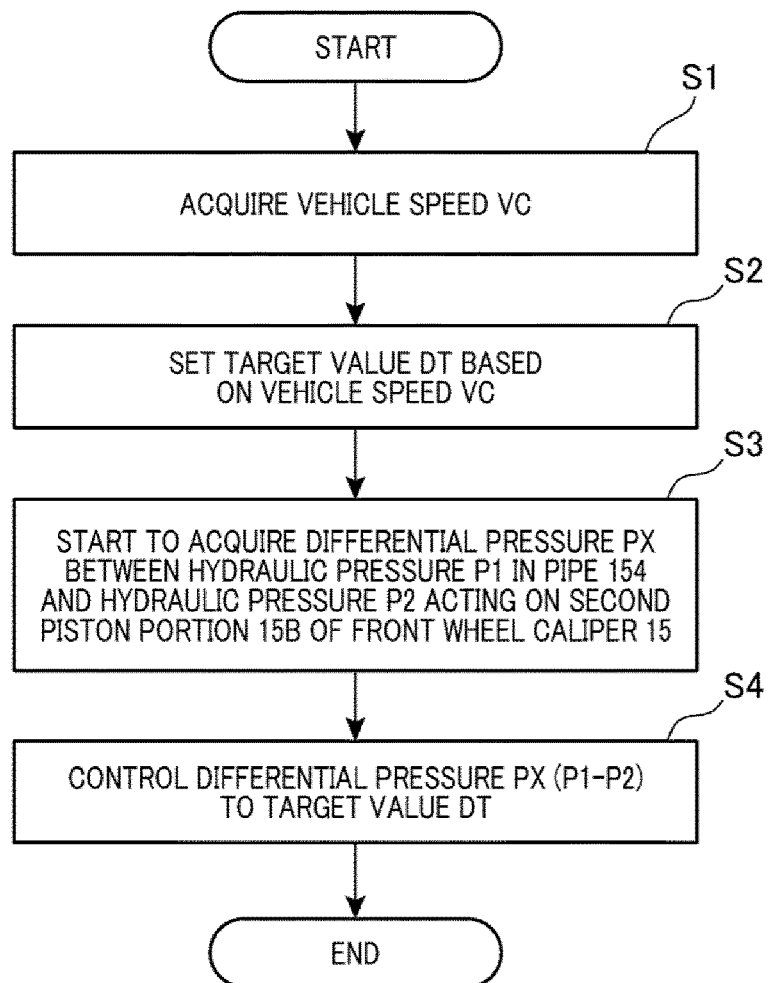 START
S1
ACQUIRE VEHICLE SPEED VC
S2
SET TARGET VALUE DT BASED
ON VEHICLE SPEED VC
S3
START TO ACQUIRE DIFFERENTIAL PRESSURE PX
BETWEEN HYDRAULIC PRESSURE P1 IN PIPE 154
AND HYDRAULIC PRESSURE P2 ACTING ON SECOND
PISTON PORTION 15B OF FRONT WHEEL CALIPER 15
S4
CONTROL DIFFERENTIAL PRESSURE PX (P1-P2)
TO TARGET VALUE DT
END